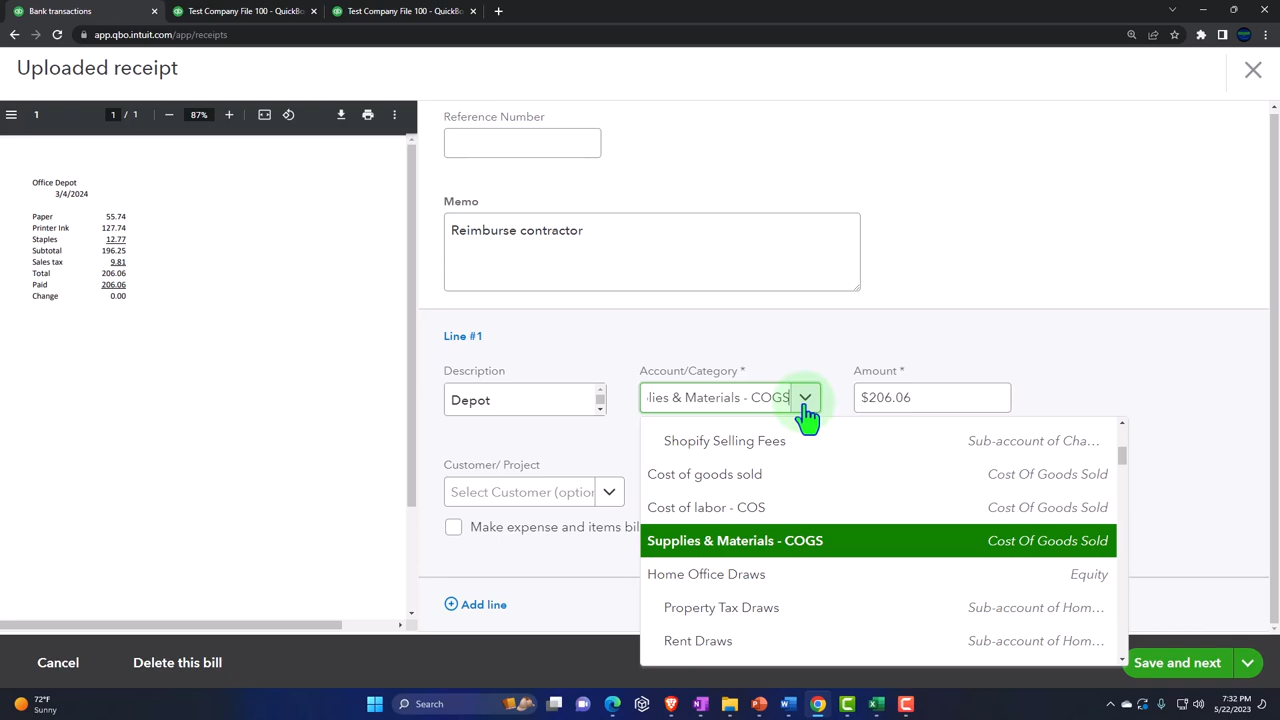 Bank transactions
Test Company File 100 - QuickBo
Test Company File 100 - QuickBo
app.qbo.intuit.com/app/receipts
Uploaded receipt
1
1 / 1
87%
Office Depot
3/4/2024
Paper 55.74
Printer Ink 127.74
Staples 12.77
Subtotal 196.25
Sales tax 9.81
Total 206.06
Paid 206.06
Change 0.00
Reference Number
Memo
Reimburse contractor
Line #1
Description
Account/Category *
Amount *
Depot
plies & Materials - COGS
$206.06
Shopify Selling Fees Sub-account of Cha...
Cost of goods sold Cost Of Goods Sold
Customer/ Project
Select Customer (option
Cost of labor - COS Cost Of Goods Sold
Make expense and items bil
Supplies & Materials - COGS Cost Of Goods Sold
Home Office Draws Equity
Property Tax Draws Sub-account of Hom...
Rent Draws Sub-account of Hom...
Add line
Cancel
Delete this bill
Save and next
72°F
Sunny
Search
7:32 PM
5/22/2023